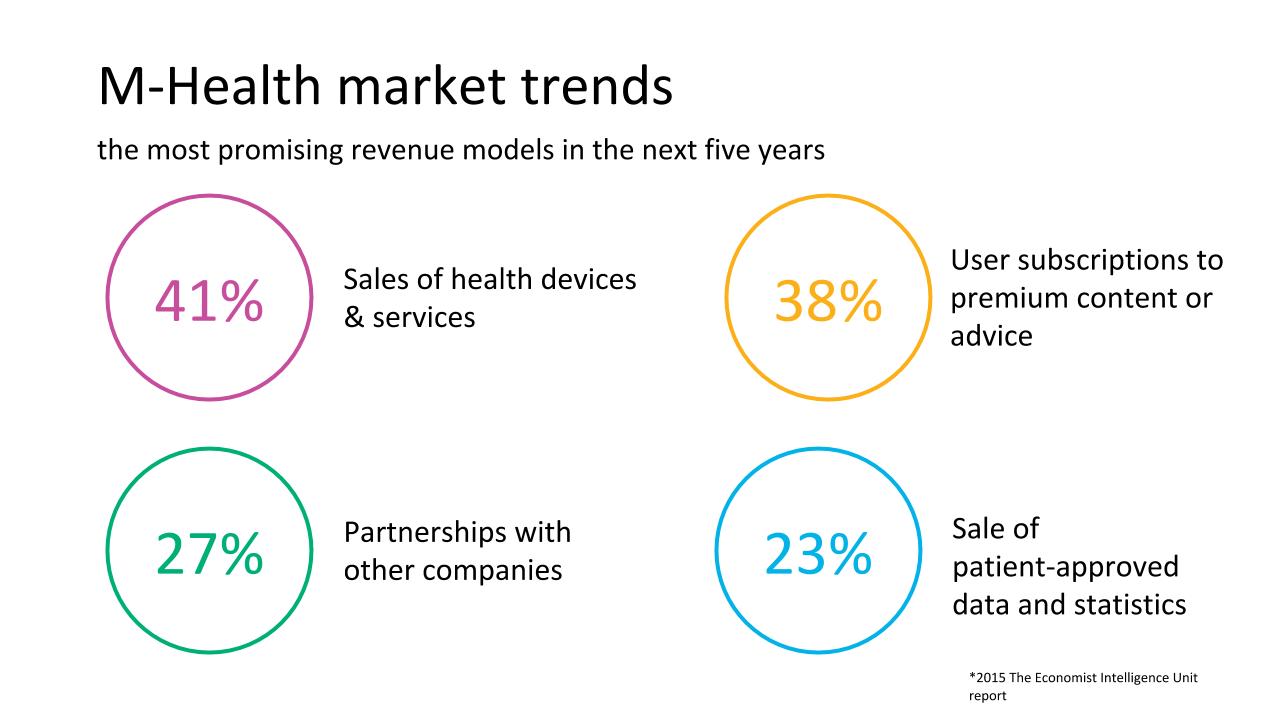 M-Health market trends
the most promising revenue models in the next five years
41%
Sales of health devices
& services
38%
User subscriptions to
premium content or
advice
27%
Partnerships with
other companies
23%
Sale of
patient-approved
data and statistics
*2015 The Economist Intelligence Unit
report